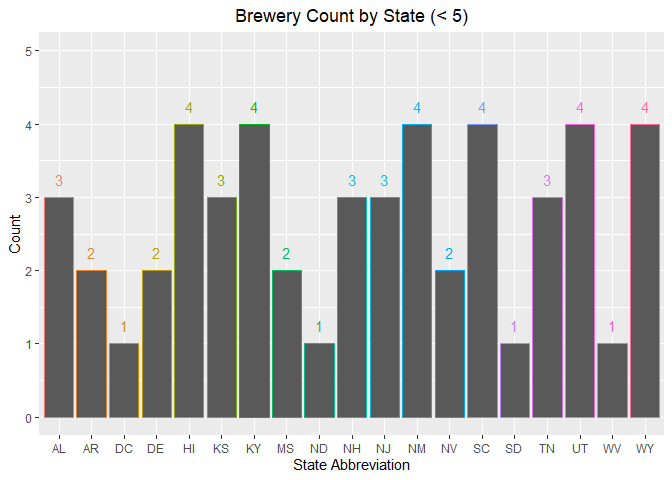 Brewery Count by State (< 5)
5
4
3
2
1
0
Count
3 2 1 2 4 3 4 2 1 3 3 4 2 4 1 3 4 1 4
AL AR DC DE HI KS KY MS ND NH NJ NM NV SC SD TN UT WV WY
State Abbreviation